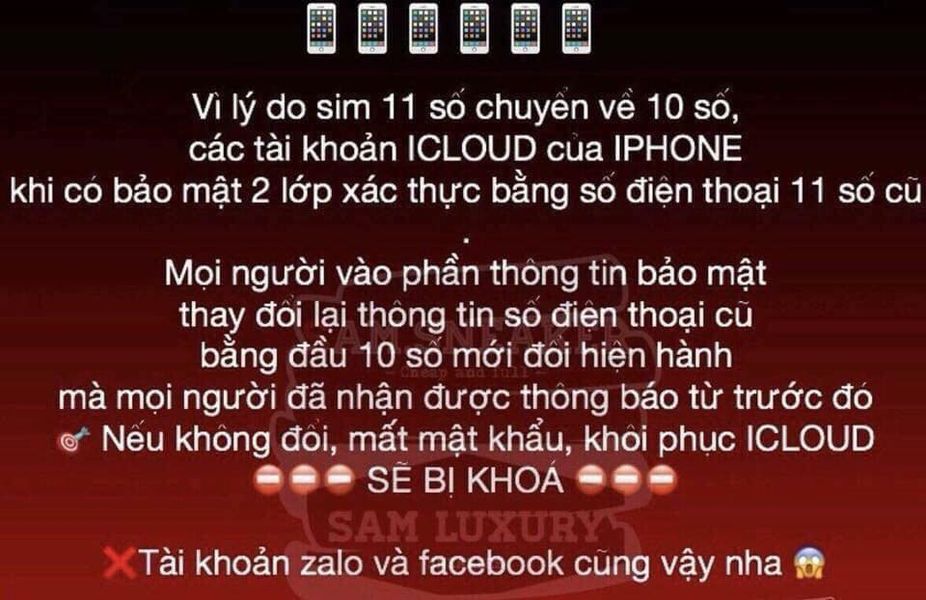 📱📱📱📱📱📱
Vì lý do sim 11 số chuyển về 10 số,
các tài khoản ICLOUD của IPHONE
khi có bảo mật 2 lớp xác thực bằng số điện thoại 11 số cũ
.
Mọi người vào phần thông tin bảo mật
thay đổi lại thông tin số điện thoại cũ
bằng đầu 10 số mới đổi hiện hành
mà mọi người đã nhận được thông báo từ trước đó
🎯 Nếu không đổi, mất mật khẩu, khôi phục ICLOUD
⛔⛔⛔ SẼ BỊ KHOÁ ⛔⛔⛔
❌Tài khoản zalo và facebook cũng vậy nha 😱
SNEAKER
- Cheap and Full -
SAM LUXURY